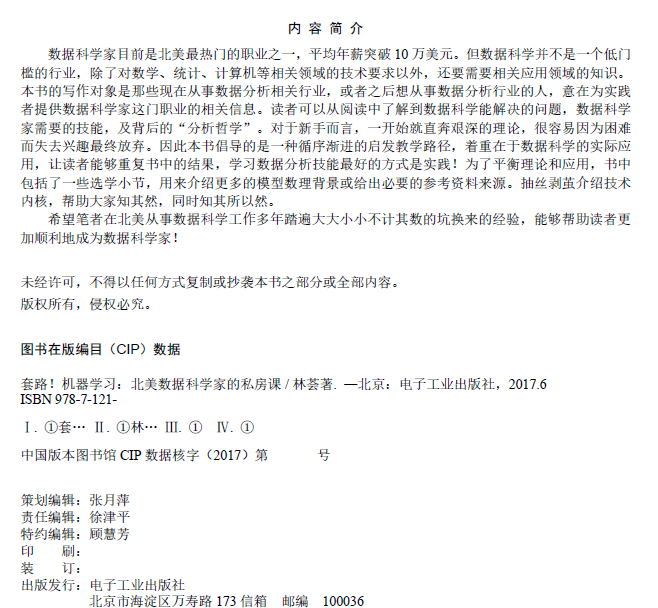 内 容 简 介
数据科学家目前是北美最热门的职业之一，平均年薪突破 10 万美元。但数据科学并不是一个低门
槛的行业，除了对数学、统计、计算机等相关领域的技术要求以外，还要需要相关应用领域的知识。
本书的写作对象是那些现在从事数据分析相关行业，或者之后想从事数据分析行业的人，意在为实践
者提供数据科学家这门职业的相关信息。读者可以从阅读中了解到数据科学能解决的问题，数据科学
家需要的技能，及背后的“分析哲学”。对于新手而言，一开始就直奔艰深的理论，很容易因为困难
而失去兴趣最终放弃。因此本书倡导的是一种循序渐进的启发教学路径，着重在于数据科学的实际应
用，让读者能够重复书中的结果，学习数据分析技能最好的方式是实践！为了平衡理论和应用，书中
包括了一些选学小节，用来介绍更多的模型数理背景或给出必要的参考资料来源。抽丝剥茧介绍技术
内核，帮助大家知其然，同时知其所以然。
希望笔者在北美从事数据科学工作多年踏遍大大小小不计其数的坑换来的经验，能够帮助读者更
加顺利地成为数据科学家！
未经许可，不得以任何方式复制或抄袭本书之部分或全部内容。
版权所有，侵权必究。
图书在版编目（CIP）数据
套路！机器学习：北美数据科学家的私房课 / 林荟著. —北京：电子工业出版社，2017.6
ISBN 978-7-121-
Ⅰ. ①套… Ⅱ. ①林… Ⅲ. ① Ⅳ. ①
中国版本图书馆 CIP 数据核字（2017）第 号
策划编辑：张月萍
责任编辑：徐津平
特约编辑：顾慧芳
印 刷：
装 订：
出版发行：电子工业出版社
北京市海淀区万寿路 173 信箱 邮编 100036